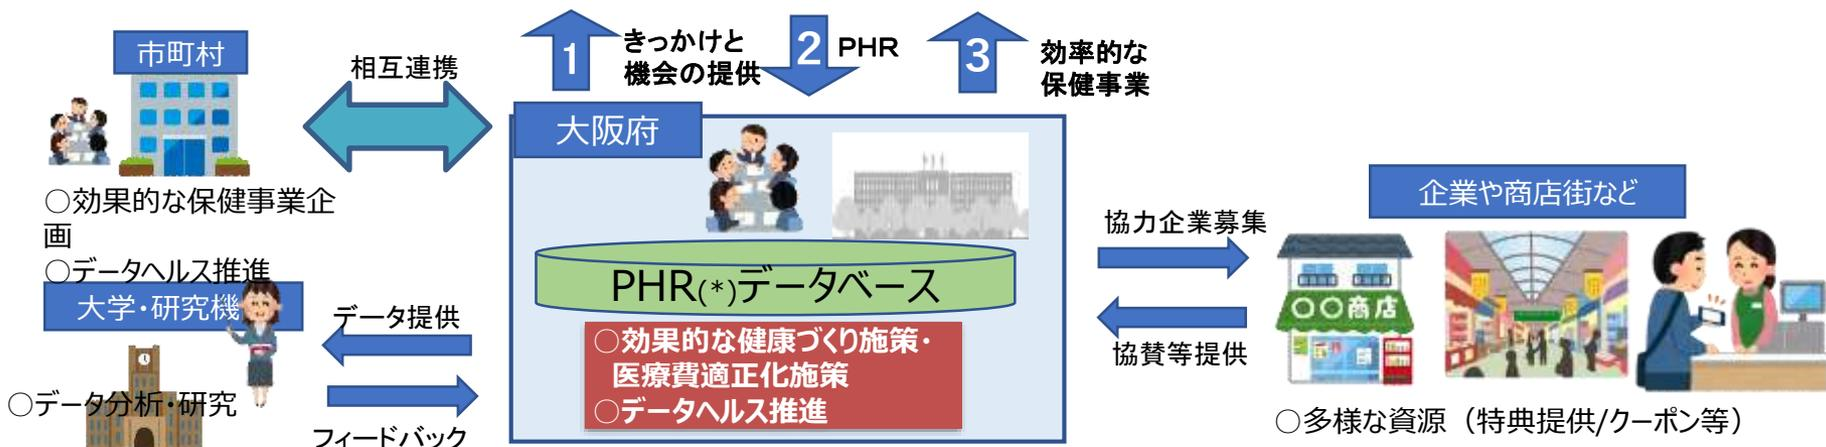 市町村
相互連携
○効果的な保健事業企
画
○データヘルス推進
大学・研究機
データ提供
フィードバック
○データ分析・研究
1
きっかけと
機会の提供
2
PHR
3
効率的な
保健事業
大阪府
PHR(*)データベース
○効果的な健康づくり施策・
医療費適正化施策
○データヘルス推進
協力企業募集
協賛等提供
企業や商店街など
〇〇商店
○多様な資源（特典提供/クーポン等）